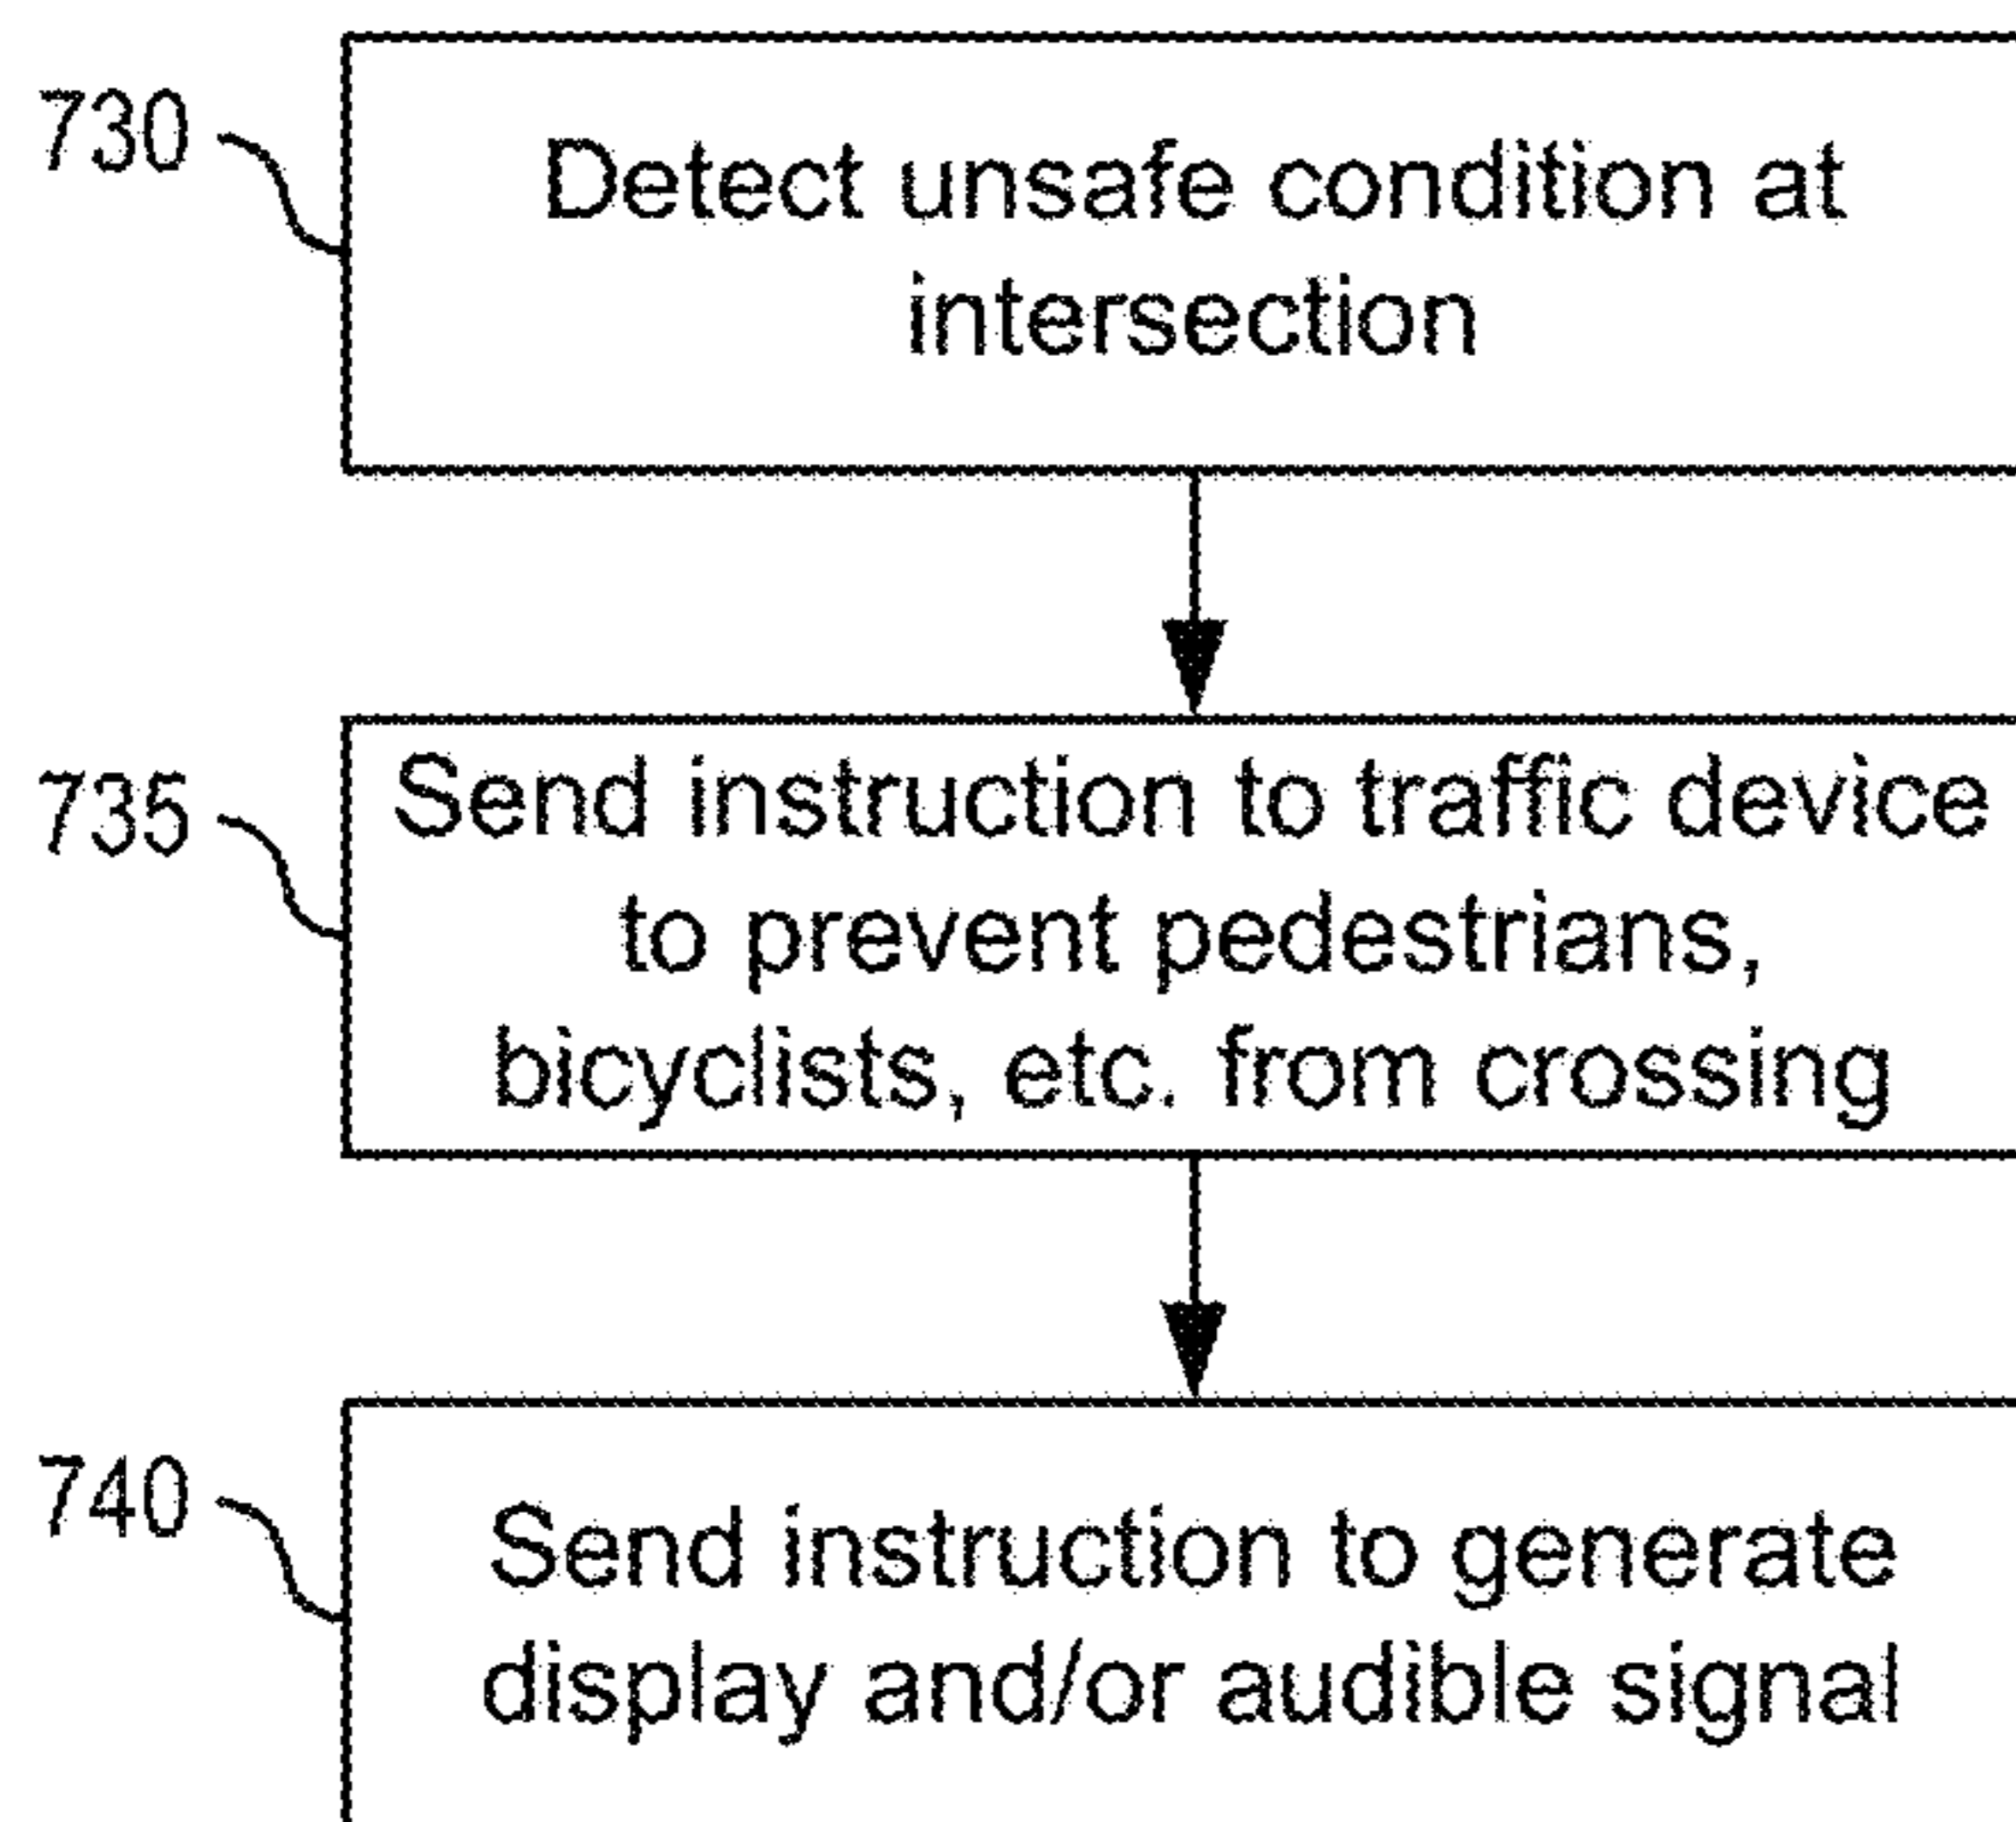 730
Detect unsafe condition at
intersection
735
Send instruction to traffic device
to prevent pedestrians,
bicyclists, etc. from crossing
740
Send instruction to generate
display and/or audible signal